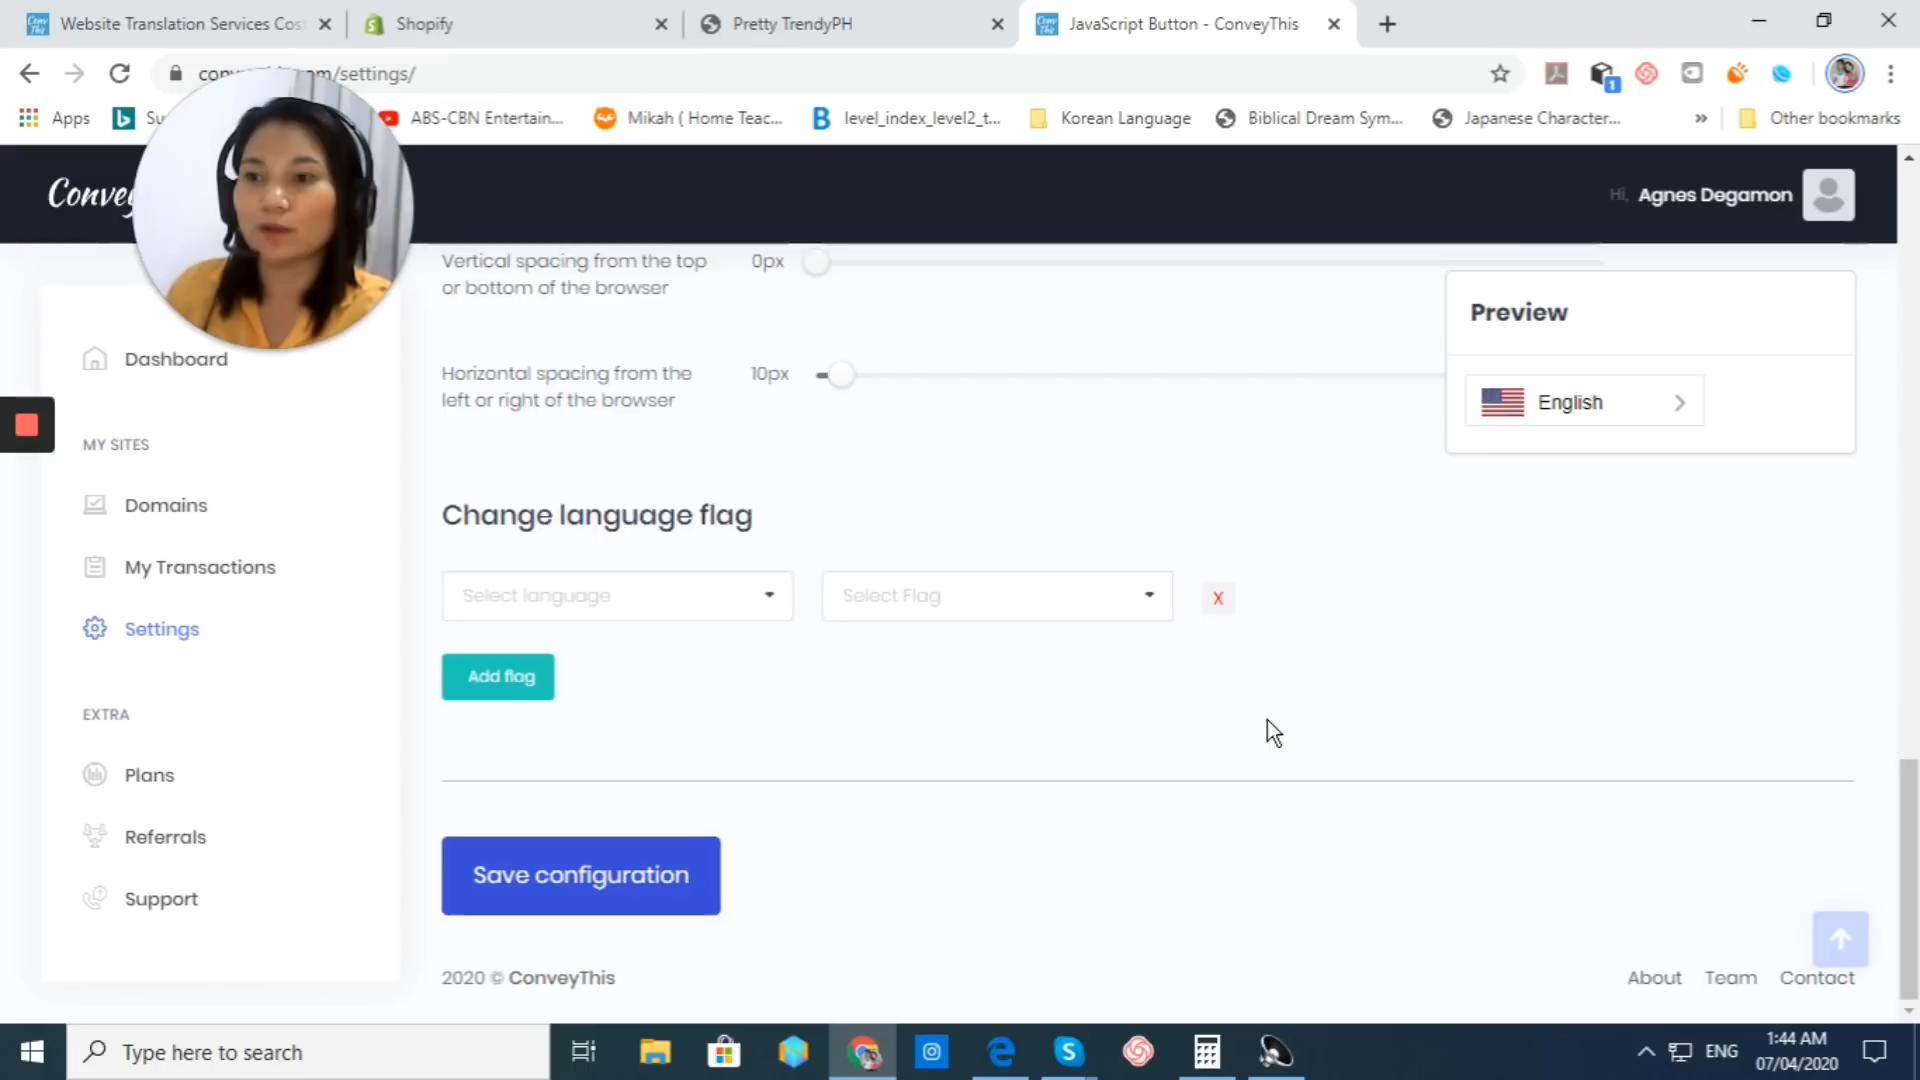 Website Translation Services Cos
Shopify
Pretty TrendyPH
JavaScript Button - ConveyThis
/settings/
Apps
ABS-CBN Entertain...
Mikah ( Home Teac...
level_index_level2_t...
Korean Language
Biblical Dream Sym...
Japanese Character...
Other bookmarks
Hi, Agnes Degamon
Vertical spacing from the top
or bottom of the browser
0px
Preview
Dashboard
Horizontal spacing from the
left or right of the browser
10px
English
MY SITES
Domains
Change language flag
My Transactions
Select language
Select Flag
X
Settings
Add flag
EXTRA
Plans
Referrals
Save configuration
Support
2020 © ConveyThis
About Team Contact
Type here to search
ENG
1:44 AM
07/04/2020